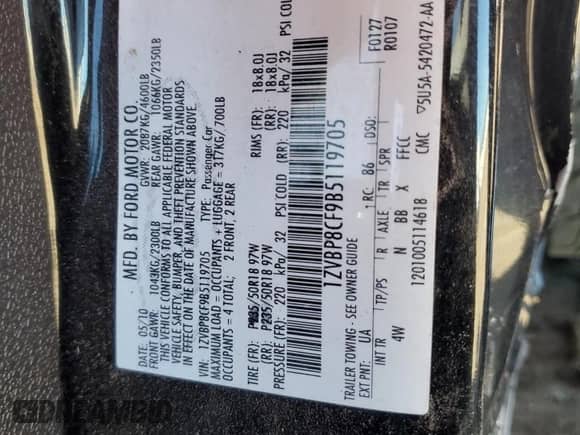 MFD. BY FORD MOTOR CO.
DATE: 05/10 GVWR: 2087KG/4600LB
FRONT GAWR: 1043KG/2300LB REAR GAWR: 1066KG/2350LB
THIS VEHICLE CONFORMS TO ALL APPLICABLE FEDERAL MOTOR
VEHICLE SAFETY, BUMPER, AND THEFT PREVENTION STANDARDS
IN EFFECT ON THE DATE OF MANUFACTURE SHOWN ABOVE.
VIN: 1ZVBP8CF9B5119705 TYPE: Passenger Car
MAXIMUM LOAD = OCCUPANTS + LUGGAGE = 317KG/700LB
OCCUPANTS = 4 TOTAL; 2 FRONT, 2 REAR
TIRE (FR): P235/50R18 97W RIMS (FR): 18x8.0J
(RR): P235/50R18 97W (RR): 18x8.0J
PRESSURE (FR): 220 kPa/ 32 PSI COLD (RR): 220 kPa/ 32 PSI COLD
1ZVBP8CF9B5119705
F0127
R0107
TRAILER TOWING - SEE OWNER GUIDE
EXT PNT: UA RC: B6 DSO:
INT TR TP/PS R AXLE TR SPR
4W N BB X FFCC
1201005114618 CMC ▽5U5A-5420472-AA
DREAMBID